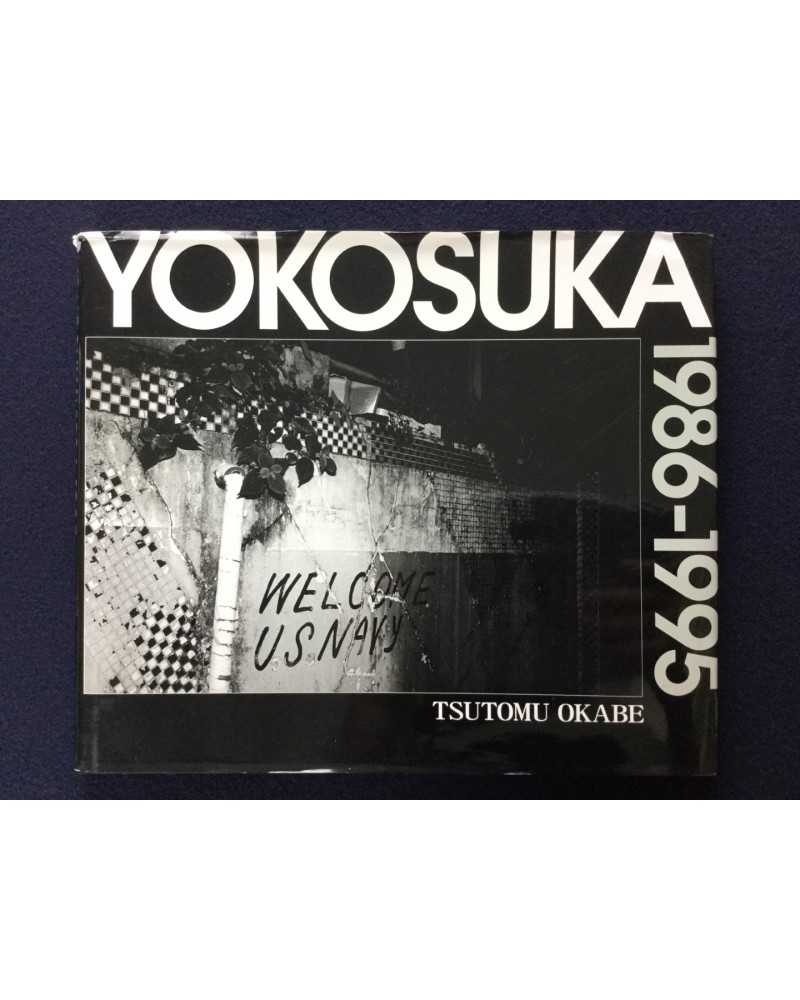 YOKOSUKA
1986-1995
WELCOME
U.S. NAVY
TSUTOMU OKABE